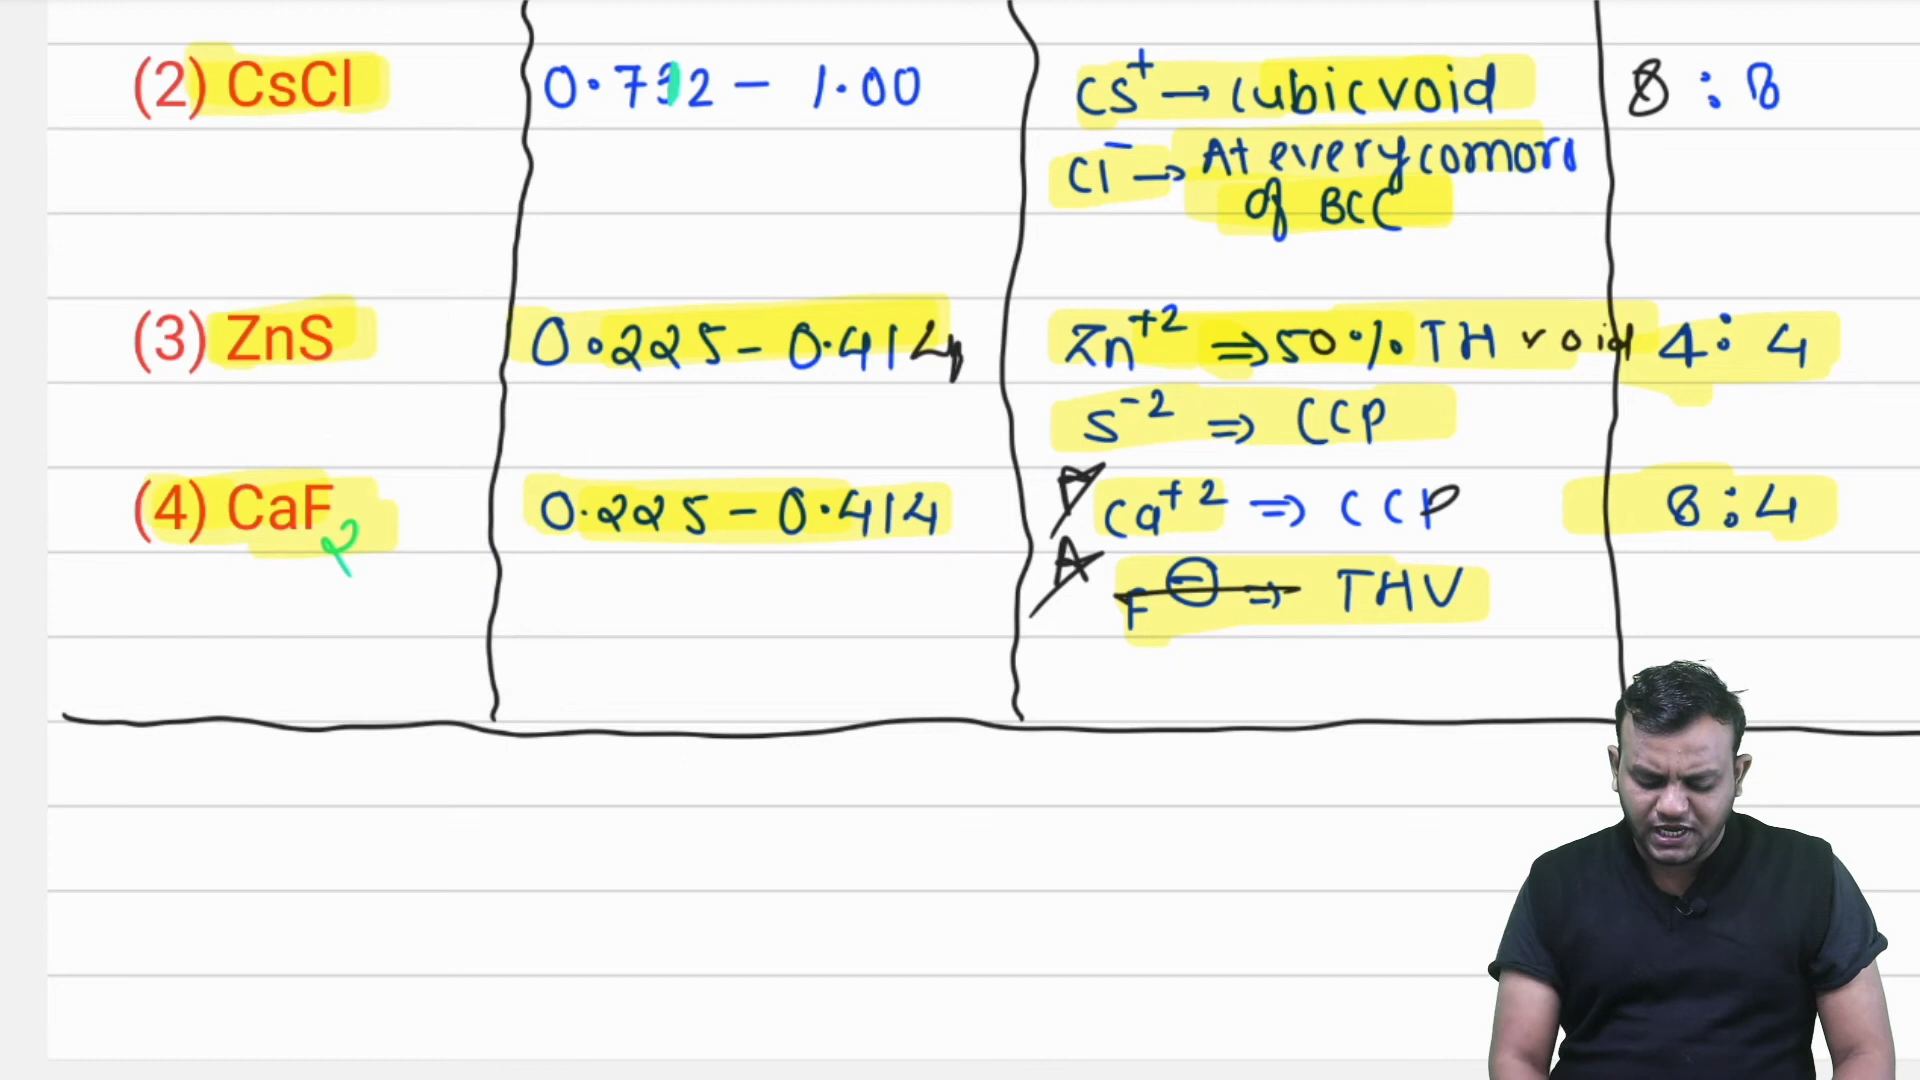 (2) CsCl 0.732 - 1.00 Cs+ → Cubic void 8 : 8
Cl- → At every
of BCC
(3) ZnS 0.225 - 0.414 Zn+2 ⇒ 50% TH void 4 : 4
S-2 ⇒ CCP
(4) CaF2 0.225 - 0.414 Ca+2 ⇒ CCP 8 : 4
F⊖ ⇒ THV